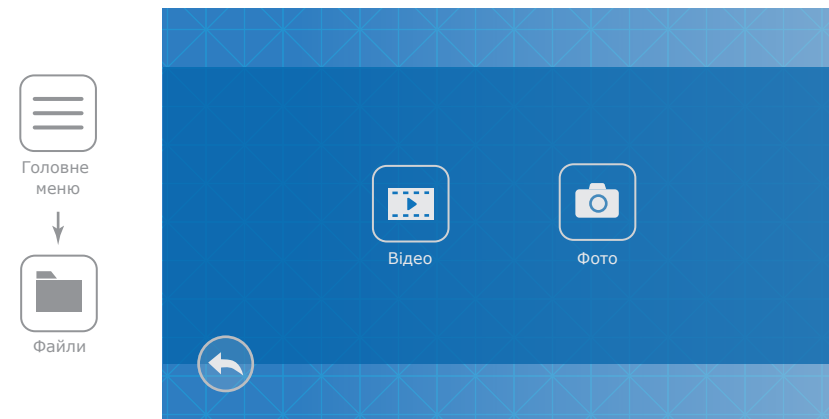 Головне
меню
Файли
Відео
Фото